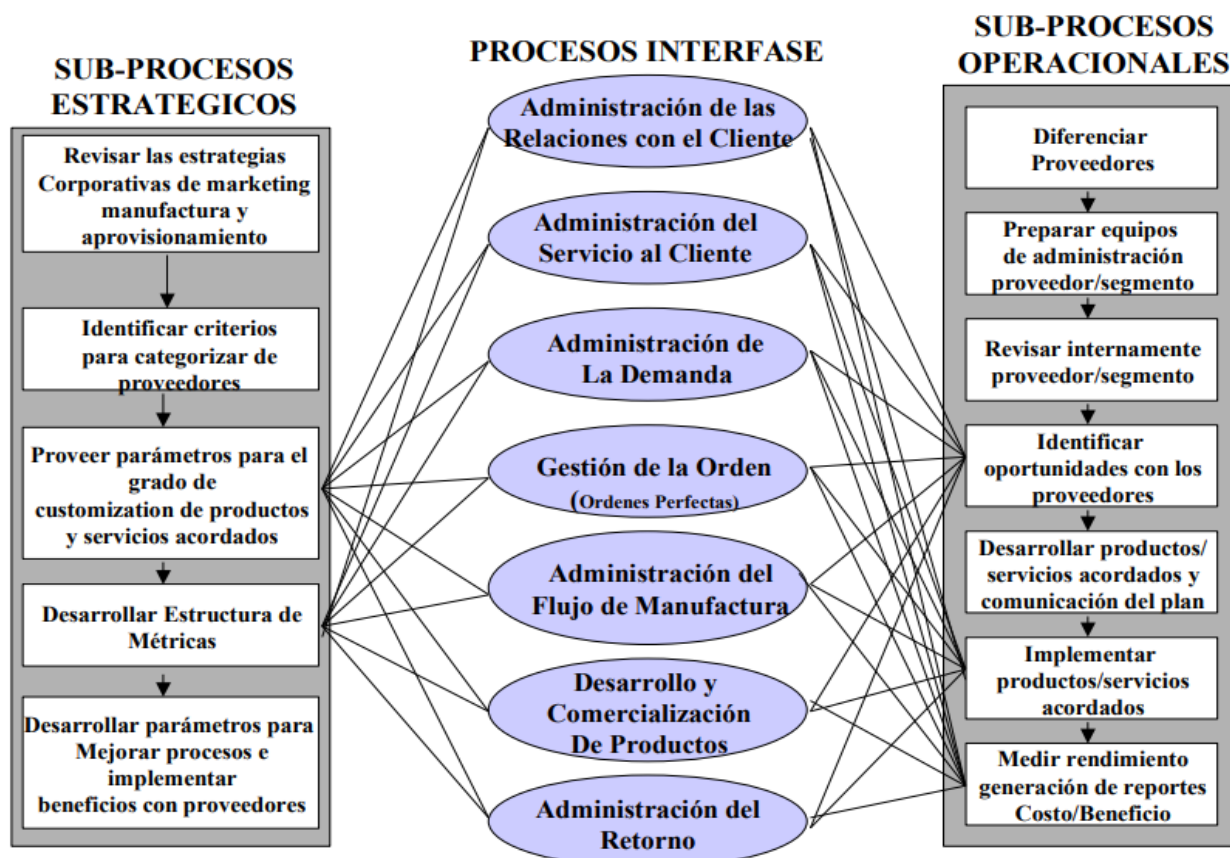 SUB-PROCESOS
ESTRATEGICOS
Revisar las estrategias
Corporativas de marketing
manufactura y
aprovisionamiento
Identificar criterios
para categorizar de
proveedores
Proveer parámetros para el
grado de
customization de productos
y servicios acordados
Desarrollar Estructura de
Métricas
Desarrollar parámetros para
Mejorar procesos e
implementar
beneficios con proveedores
PROCESOS INTERFASE
Administración de las
Relaciones con el Cliente
Administración del
Servicio al Cliente
Administración de
La Demanda
Gestión de la Orden
(Ordenes Perfectas)
Administración del
Flujo de Manufactura
Desarrollo y
Comercialización
De Productos
Administración del
Retorno
SUB-PROCESOS
OPERACIONALES
Diferenciar
Proveedores
Preparar equipos
de administración
proveedor/segmento
Revisar internamente
proveedor/segmento
Identificar
oportunidades con los
proveedores
Desarrollar productos/
servicios acordados y
comunicación del plan
Implementar
productos/servicios
acordados
Medir rendimiento
generación de reportes
Costo/Beneficio